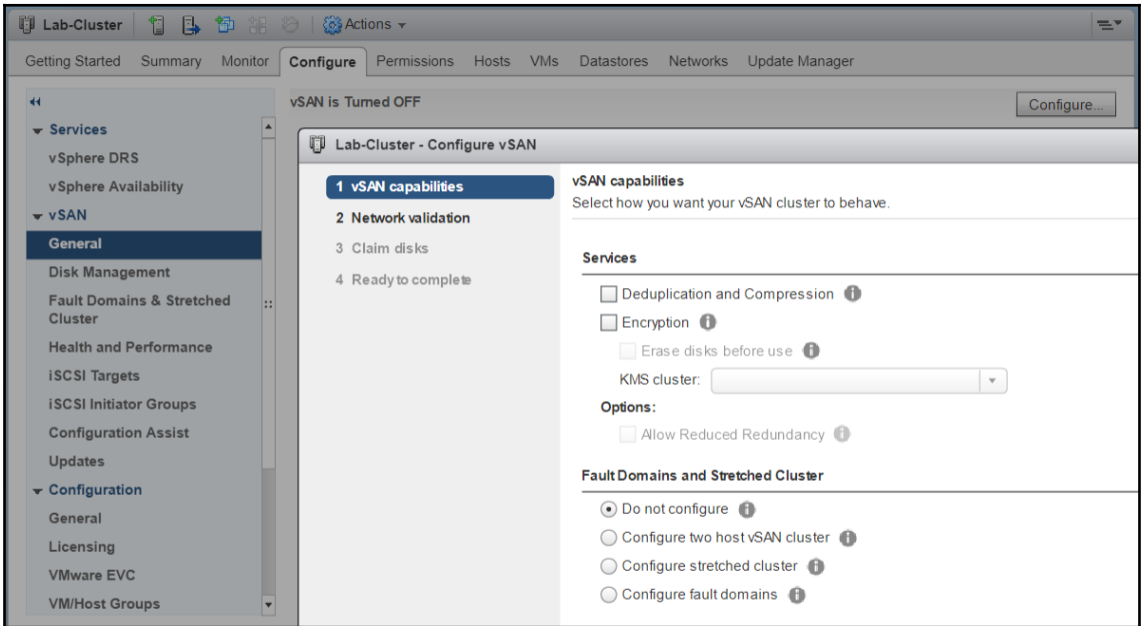 Lab-Cluster
Actions
Getting Started Summary Monitor Configure Permissions Hosts VMs Datastores Networks Update Manager
vSAN is Turned OFF
Configure...
Services
vSphere DRS
vSphere Availability
vSAN
General
Disk Management
Fault Domains & Stretched
Cluster
Health and Performance
iSCSI Targets
iSCSI Initiator Groups
Configuration Assist
Updates
Configuration
General
Licensing
VMware EVC
VM/Host Groups
Lab-Cluster - Configure vSAN
1 vSAN capabilities
2 Network validation
3 Claim disks
4 Ready to complete
vSAN capabilities
Select how you want your vSAN cluster to behave.
Services
Deduplication and Compression
Encryption
Erase disks before use
KMS cluster:
Options:
Allow Reduced Redundancy
Fault Domains and Stretched Cluster
Do not configure
Configure two host vSAN cluster
Configure stretched cluster
Configure fault domains